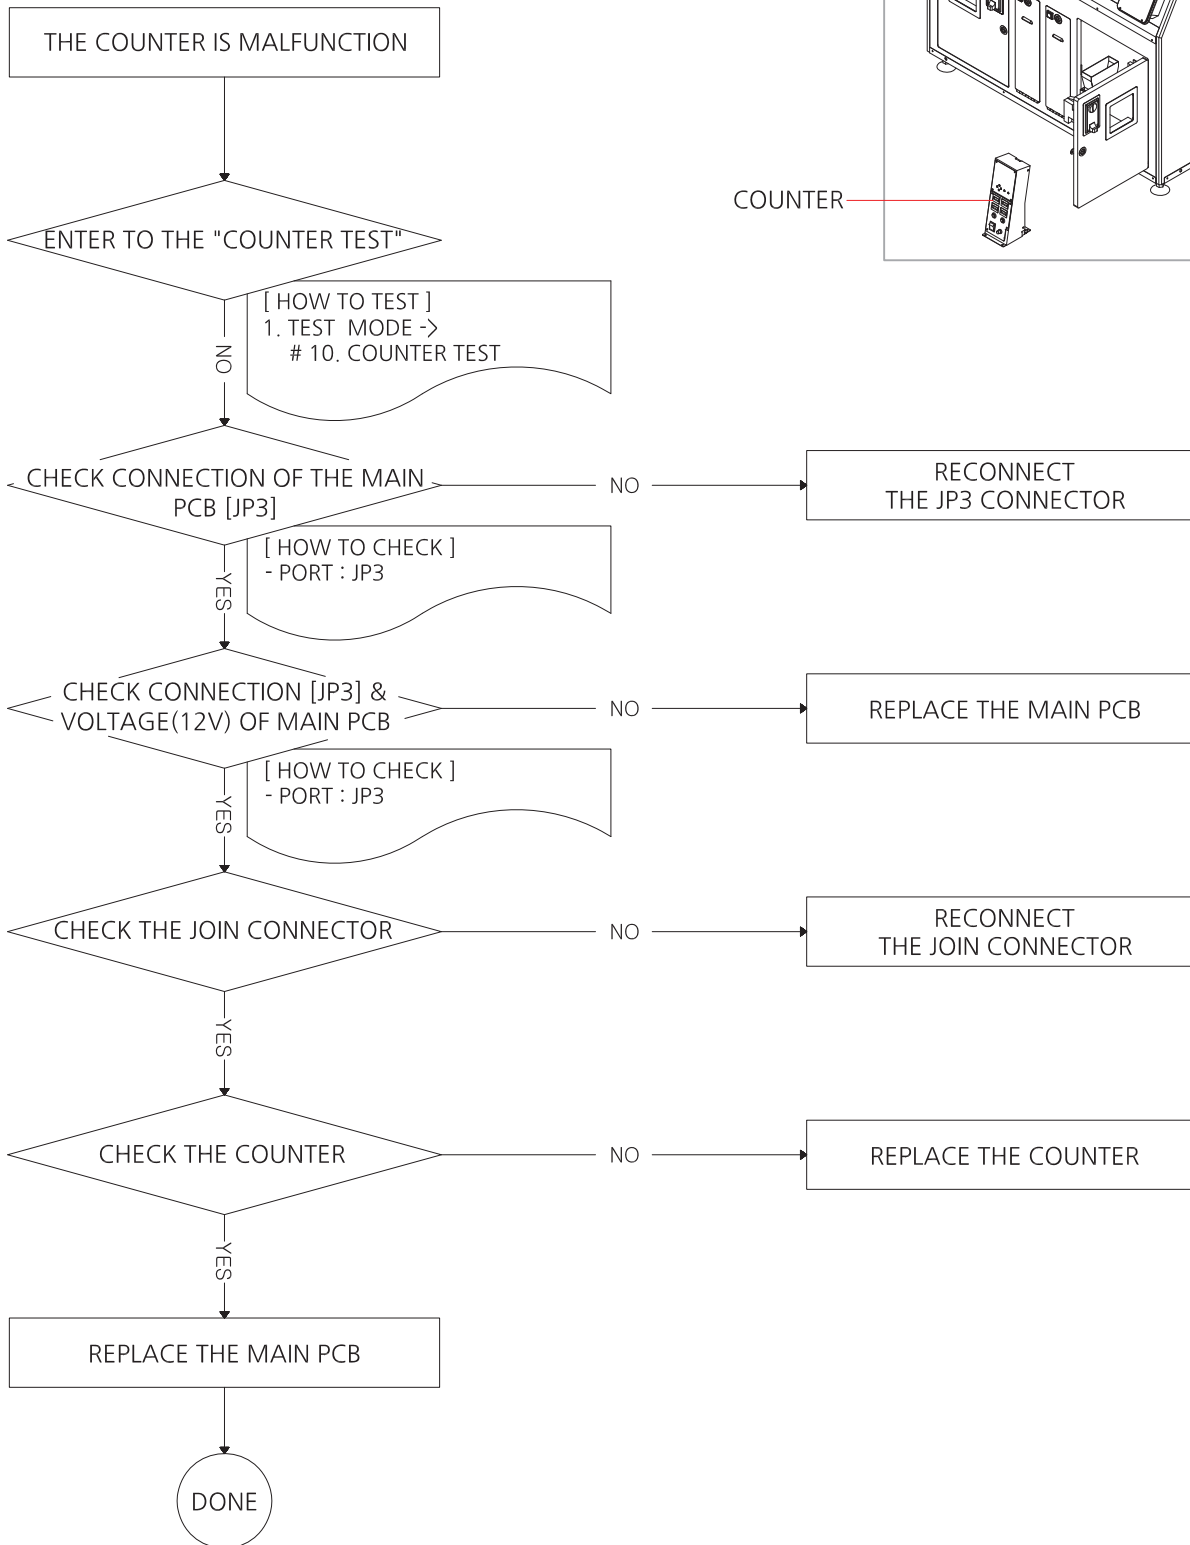 THE COUNTER IS MALFUNCTION
COUNTER
ENTER TO THE "COUNTER TEST"
[ HOW TO TEST ]
1. TEST MODE ->
# 10. COUNTER TEST
NO
CHECK CONNECTION OF THE MAIN
PCB [JP3]
NO
RECONNECT
THE JP3 CONNECTOR
[ HOW TO CHECK ]
- PORT : JP3
YES
CHECK CONNECTION [JP3] &
VOLTAGE(12V) OF MAIN PCB
NO
REPLACE THE MAIN PCB
[ HOW TO CHECK ]
- PORT : JP3
YES
CHECK THE JOIN CONNECTOR
NO
RECONNECT
THE JOIN CONNECTOR
YES
CHECK THE COUNTER
NO
REPLACE THE COUNTER
YES
REPLACE THE MAIN PCB
DONE